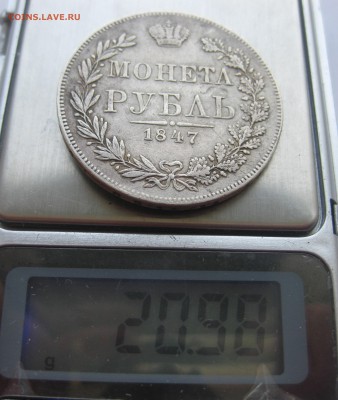 COINS.LAVE.RU
МОНЕТА
РУБЛЬ
1847
20.98
g